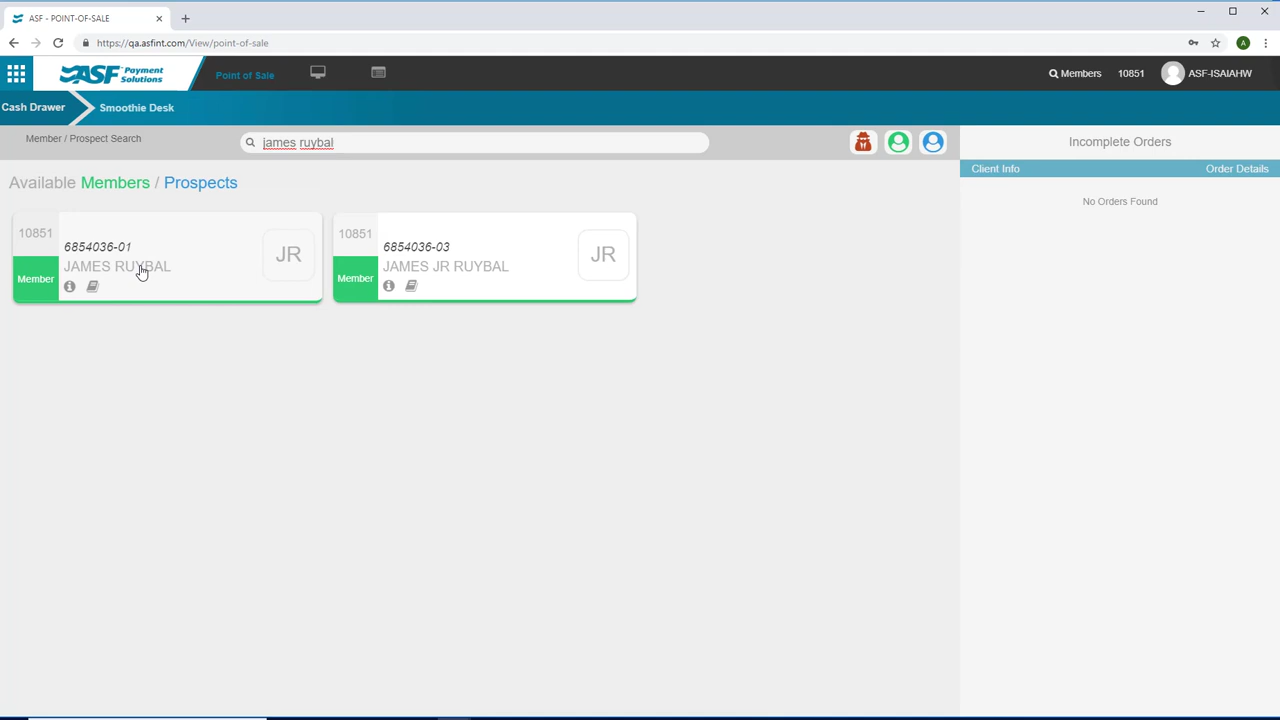 ASF - POINT-OF-SALE
https://qa.asfint.com/View/point-of-sale
A
ASF Payment Solutions
Point of Sale
Members
10851
ASF-ISAIAHW
Cash Drawer
Smoothie Desk
Member / Prospect Search
james ruybal
Incomplete Orders
Client Info
Order Details
No Orders Found
Available Members / Prospects
10851
6854036-01
JAMES RUYBAL
Member
JR
10851
6854036-03
JAMES JR RUYBAL
Member
JR